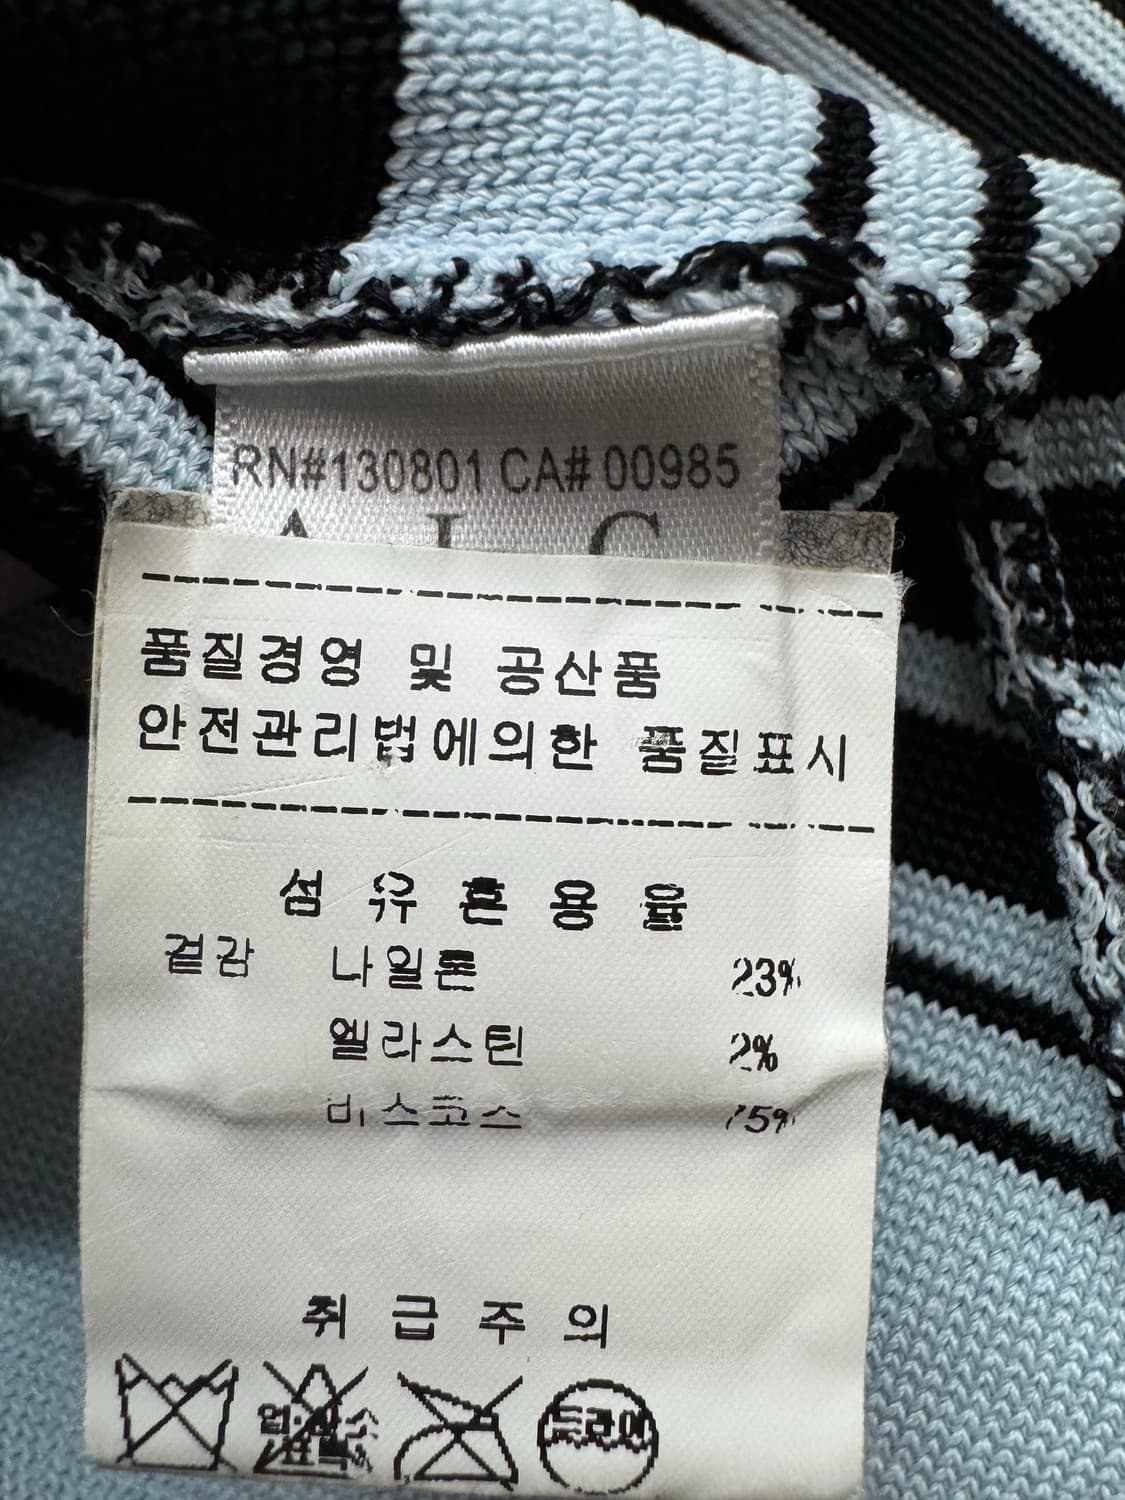 RN#130801 CA# 00985
품질경영 및 공산품
안전관리법에의한 품질표시
섬 유 혼 용 율
겉감 나일론 23%
엘라스틴 2%
비스코스 75%
취 급 주 의
드라이